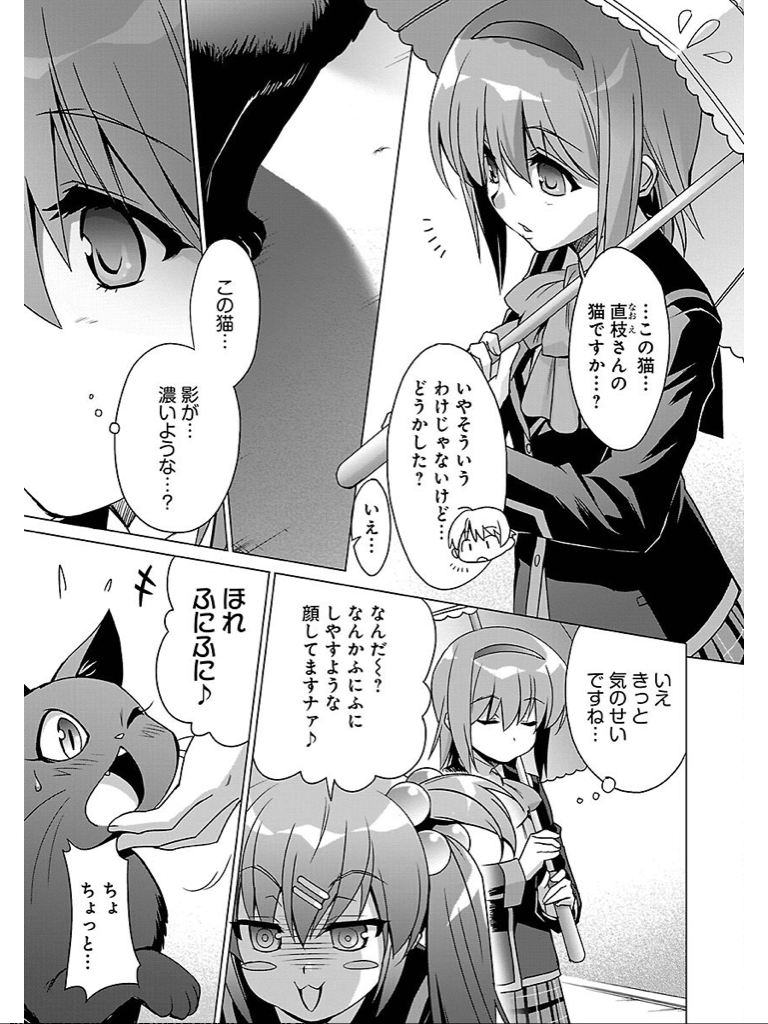 …この猫…
直枝さんの
なおえ
猫ですか…?
いやそういう
わけじゃないけど…
どうかした?
いえ…
この猫…
影が…
濃いような…?
いえ
きっと
気のせい
ですね…
なんだ〜?
なんかふにふに
しやすような
顔してますナァ♪
ほれ
ふにふに♪
ちょ
ちょっと…